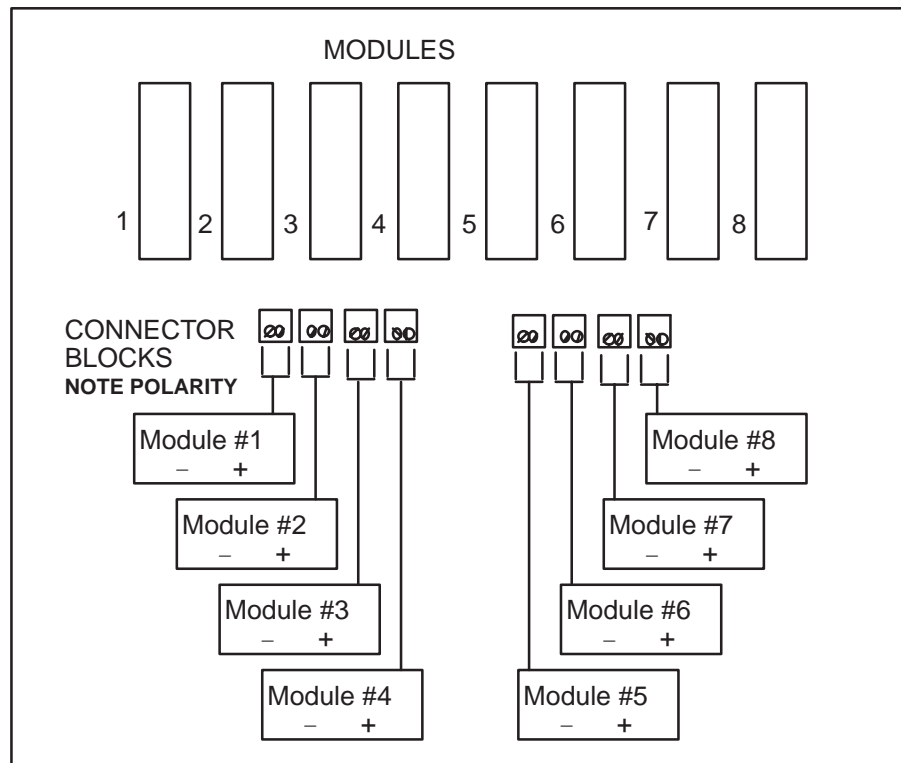 MODULES
1 2 3 4 5 6 7 8
CONNECTOR
BLOCKS
NOTE POLARITY
Module #1
– +
Module #2
– +
Module #3
– +
Module #4
– +
Module #8
– +
Module #7
– +
Module #6
– +
Module #5
– +